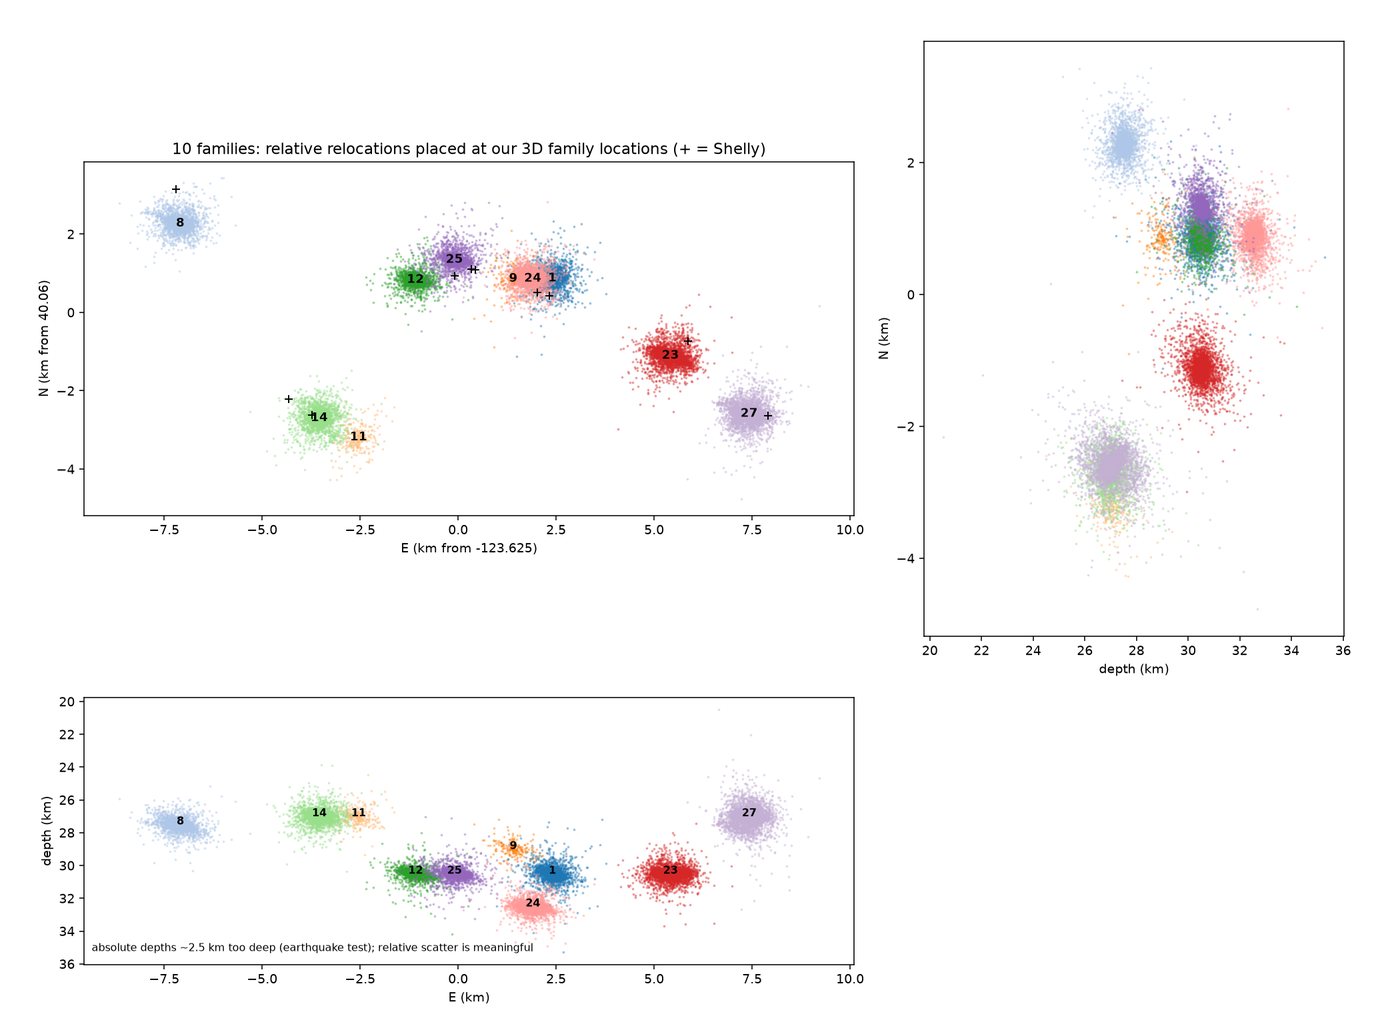 10 families: relative relocations placed at our 3D family locations (+ = Shelly)
N (km from 40.06)
2
0
−2
−4
8
25
12
9 24 1
23
27
14
11
−7.5 −5.0 −2.5 0.0 2.5 5.0 7.5 10.0
E (km from -123.625)
N (km)
2
0
−2
−4
20 22 24 26 28 30 32 34 36
depth (km)
depth (km)
20
22
24
26
28
30
32
34
36
8
14 11
27
9
12 25 1 23
24
absolute depths ~2.5 km too deep (earthquake test); relative scatter is meaningful
−7.5 −5.0 −2.5 0.0 2.5 5.0 7.5 10.0
E (km)